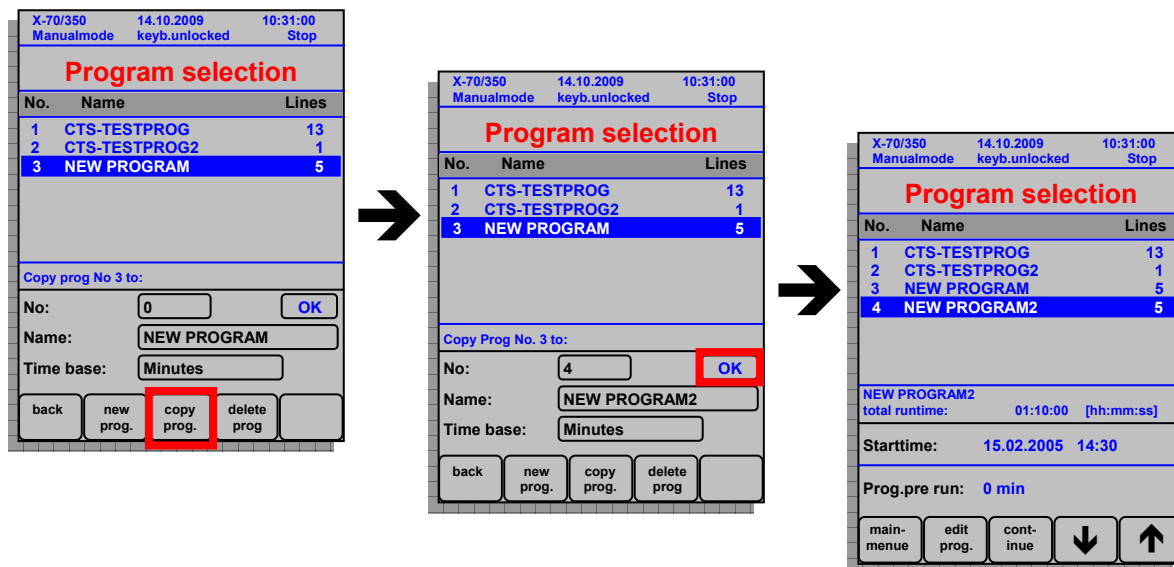 X-70/350 14.10.2009 10:31:00
Manualmode keyb.unlocked Stop
Program selection
No. Name Lines
1 CTS-TESTPROG 13
2 CTS-TESTPROG2 1
3 NEW PROGRAM 5
Copy prog No 3 to:
No: 0 OK
Name: NEW PROGRAM
Time base: Minutes
back new prog. copy prog. delete prog
X-70/350 14.10.2009 10:31:00
Manualmode keyb.unlocked Stop
Program selection
No. Name Lines
1 CTS-TESTPROG 13
2 CTS-TESTPROG2 1
3 NEW PROGRAM 5
Copy Prog No. 3 to:
No: 4 OK
Name: NEW PROGRAM2
Time base: Minutes
back new prog. copy prog. delete prog
X-70/350 14.10.2009 10:31:00
Manualmode keyb.unlocked Stop
Program selection
No. Name Lines
1 CTS-TESTPROG 13
2 CTS-TESTPROG2 1
3 NEW PROGRAM 5
4 NEW PROGRAM2 5
NEW PROGRAM2
total runtime: 01:10:00 [hh:mm:ss]
Starttime: 15.02.2005 14:30
Prog.pre run: 0 min
main-menue edit prog. cont-inue